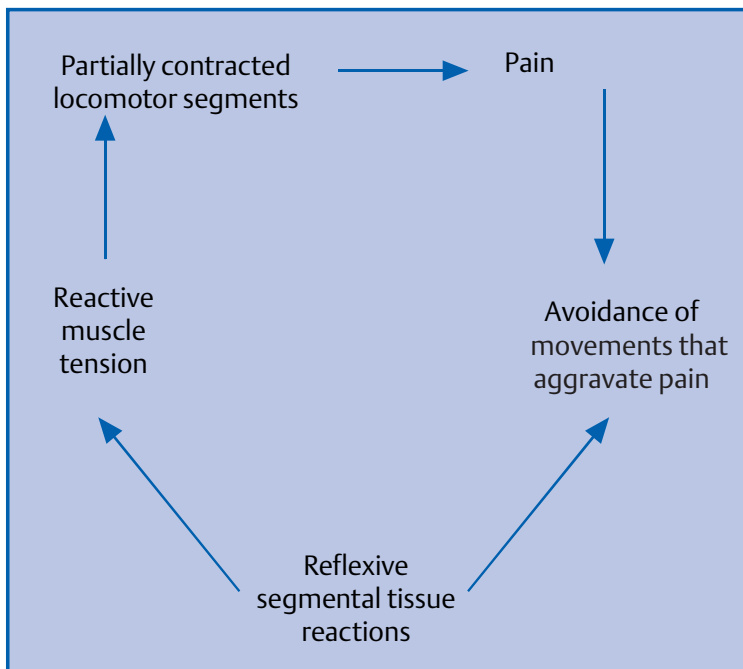 Partially contracted
locomotor segments
Pain
Avoidance of
movements that
aggravate pain
Reflexive
segmental tissue
reactions
Reactive
muscle
tension